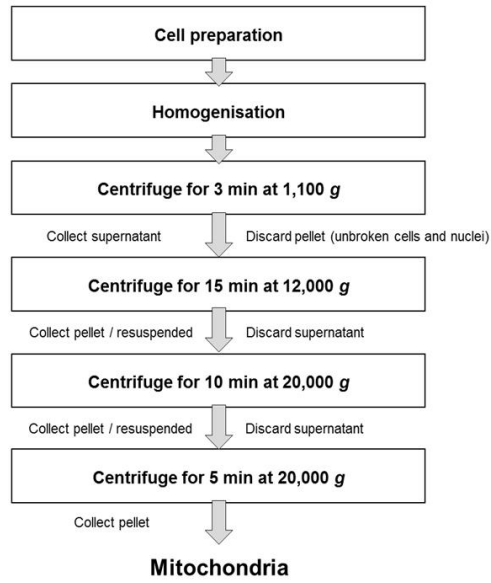 Cell preparation
Homogenisation
Centrifuge for 3 min at 1,100 g
Collect supernatant
Discard pellet (unbroken cells and nuclei)
Centrifuge for 15 min at 12,000 g
Collect pellet / resuspended
Discard supernatant
Centrifuge for 10 min at 20,000 g
Collect pellet / resuspended
Discard supernatant
Centrifuge for 5 min at 20,000 g
Collect pellet
Mitochondria